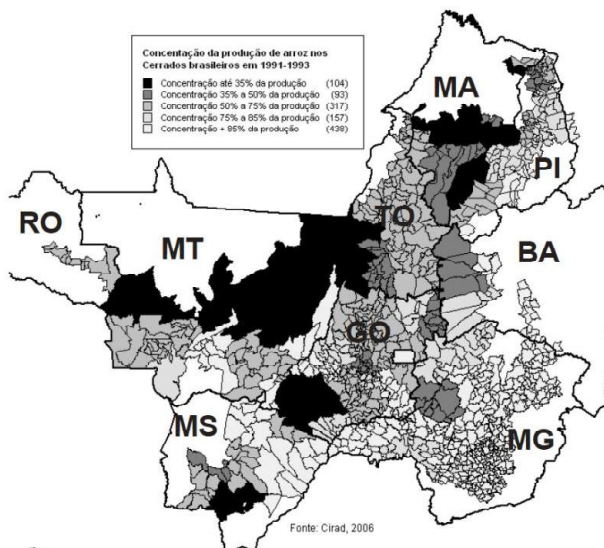 Concentação da produção de arroz nos
Cerrados brasileiros em 1991-1993
Concentração até 35% da produção (104)
Concentração 35% a 50% da produção (93)
Concentração 50% a 75% da produção (317)
Concentração 75% a 85% da produção (157)
Concentração + 85% da produção (438)
MA
PI
TO
RO
MT
BA
GO
MS
MG
Fonte: Cirad, 2006